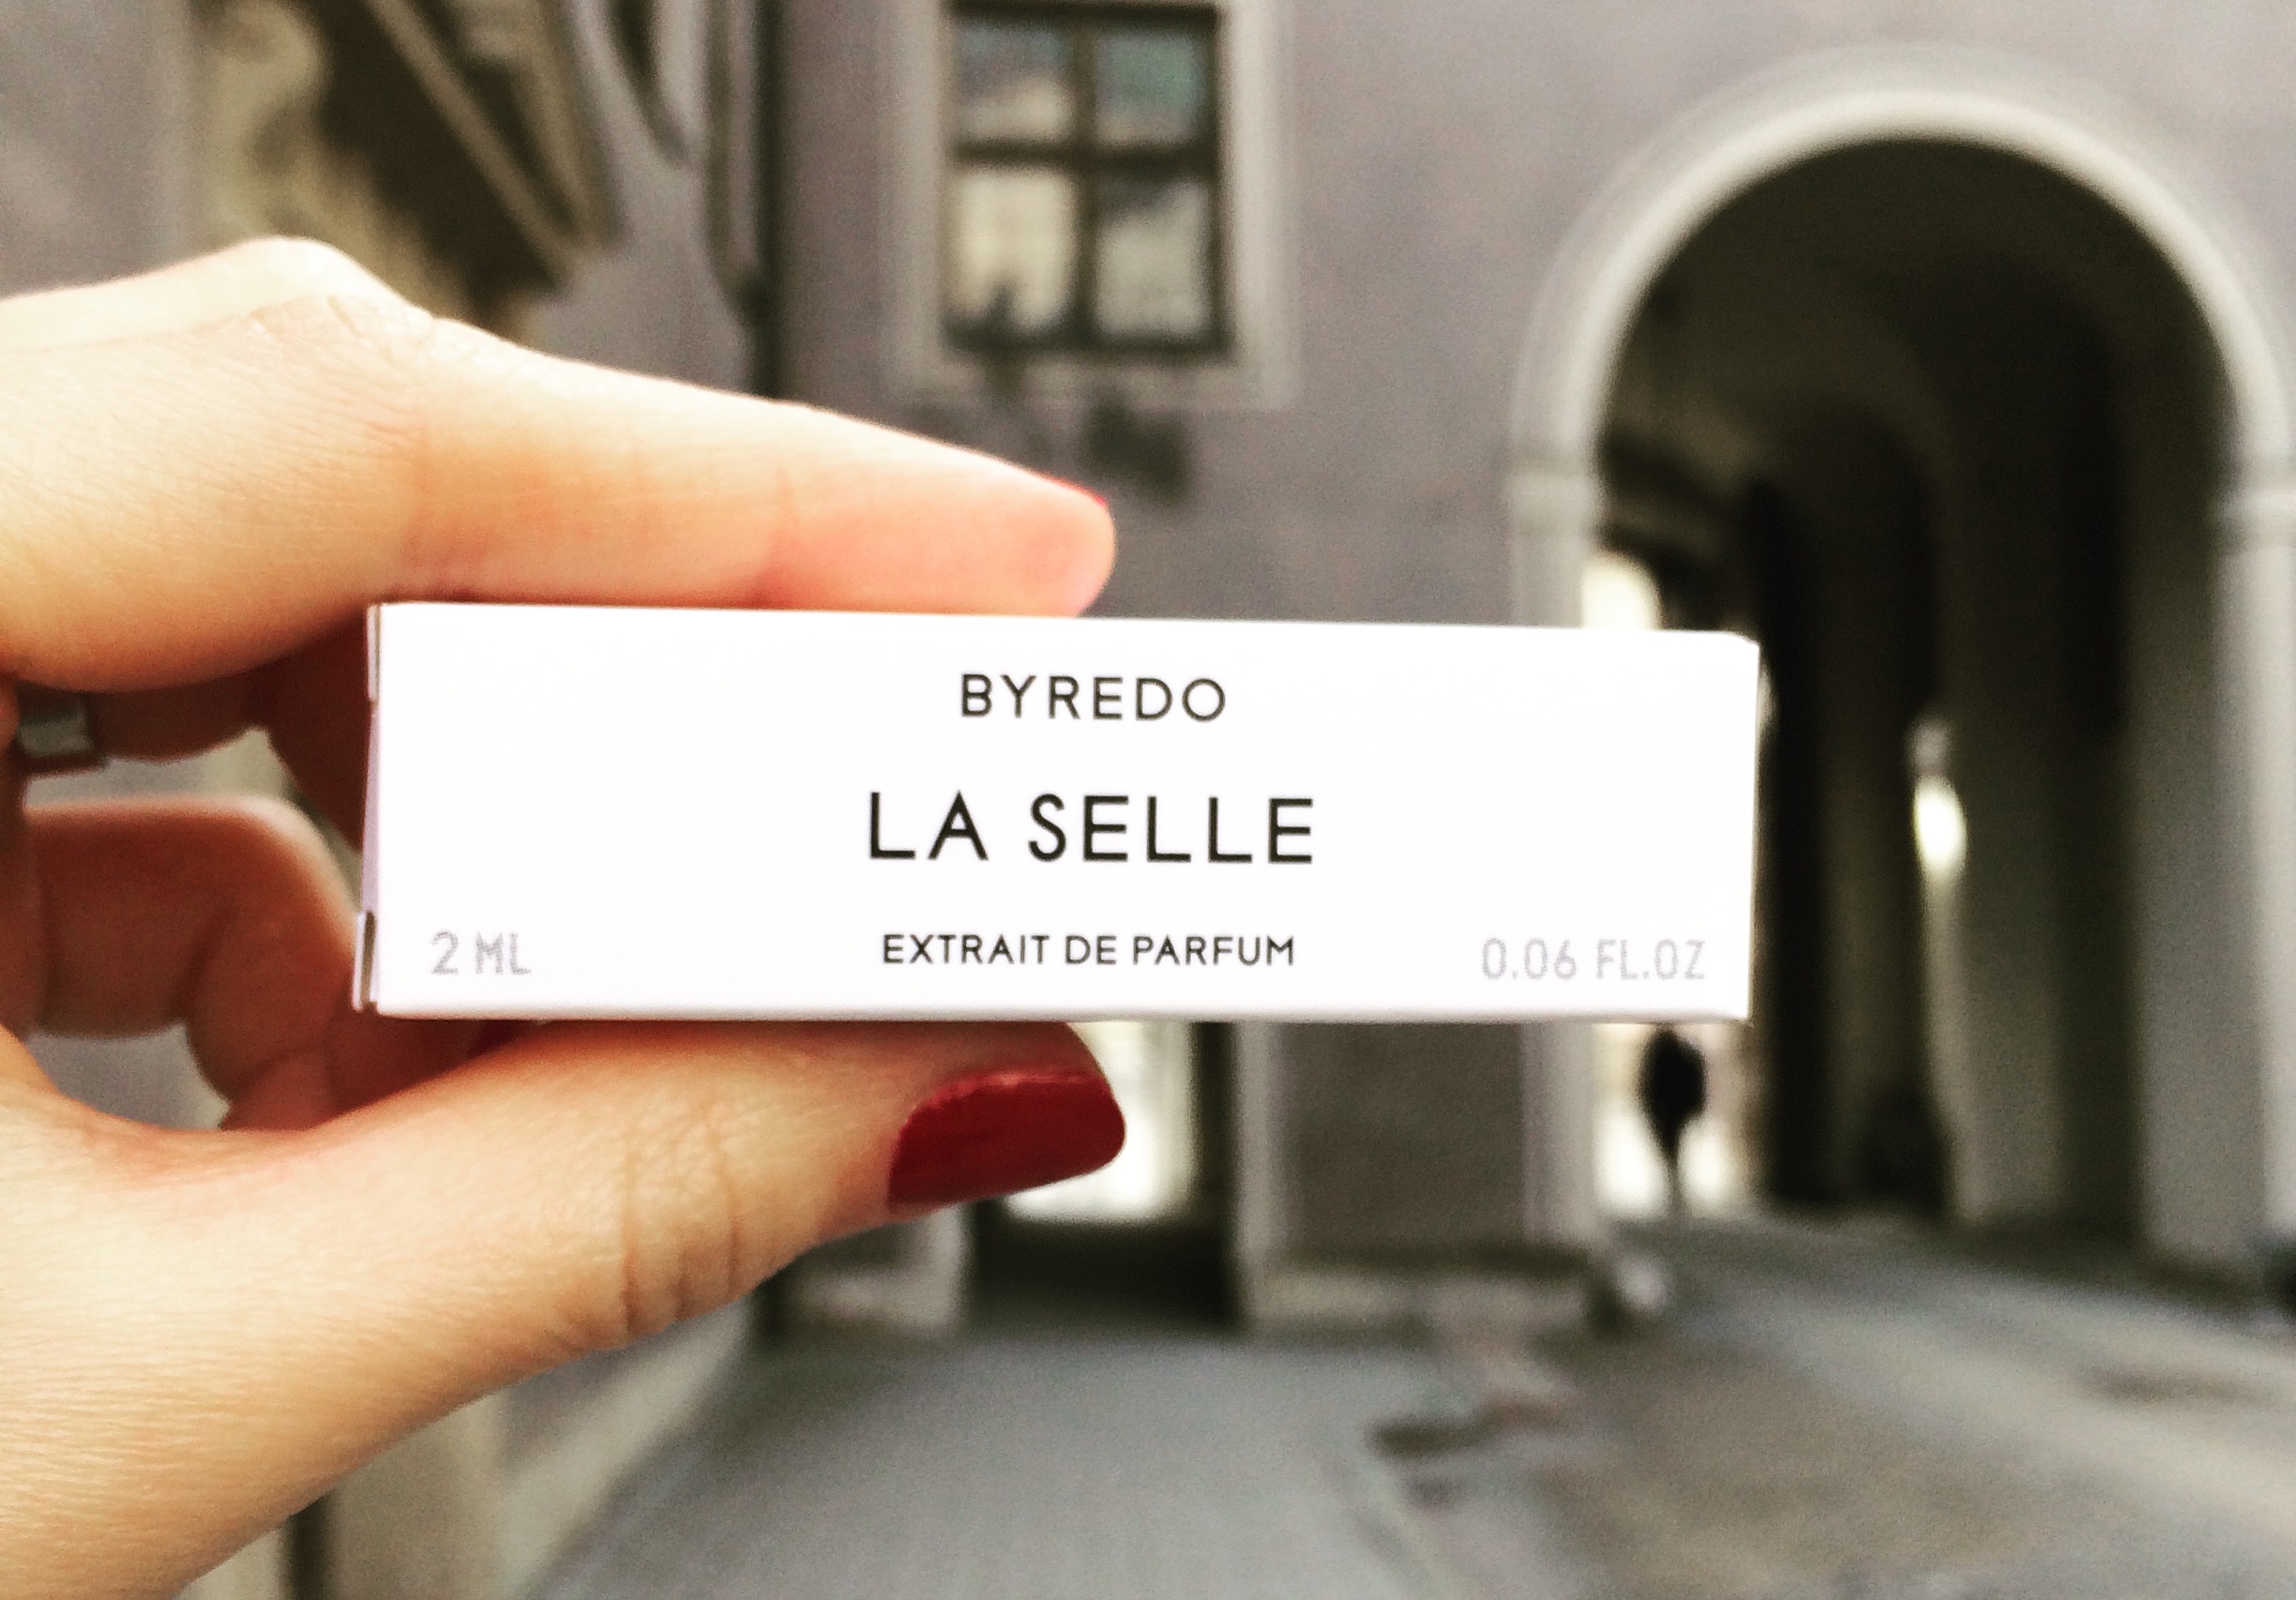 BYREDO
LA SELLE
EXTRAIT DE PARFUM
2 ML
0.06 FL.OZ